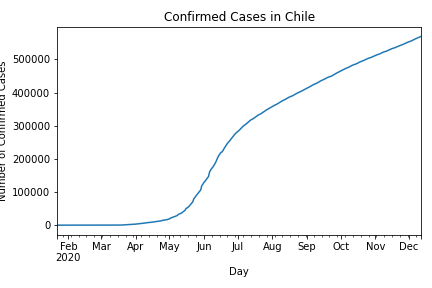 Confirmed Cases in Chile
Number of Confirmed Cases
500000
400000
300000
200000
100000
0
Feb Mar Apr May Jun Jul Aug Sep Oct Nov Dec
2020
Day